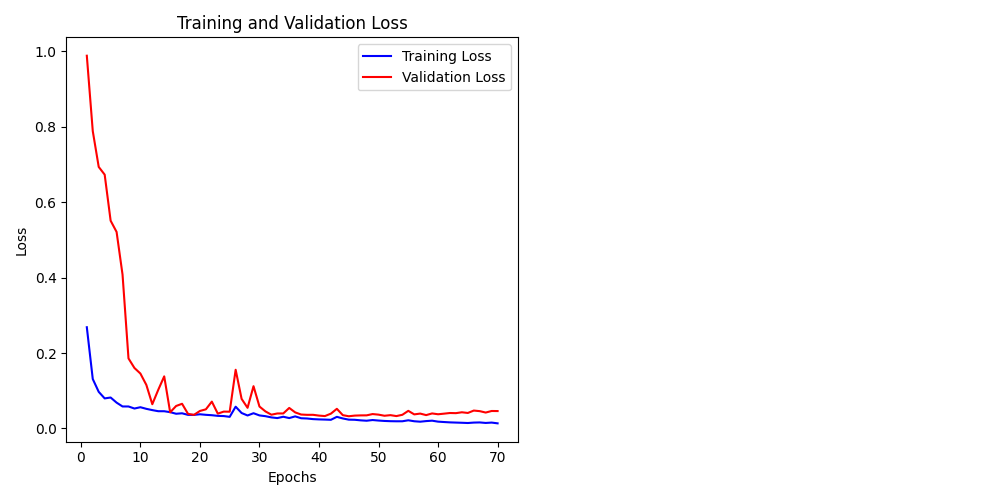 Training and Validation Loss
Training Loss
Validation Loss
1.0
0.8
0.6
0.4
0.2
0.0
Loss
0 10 20 30 40 50 60 70
Epochs